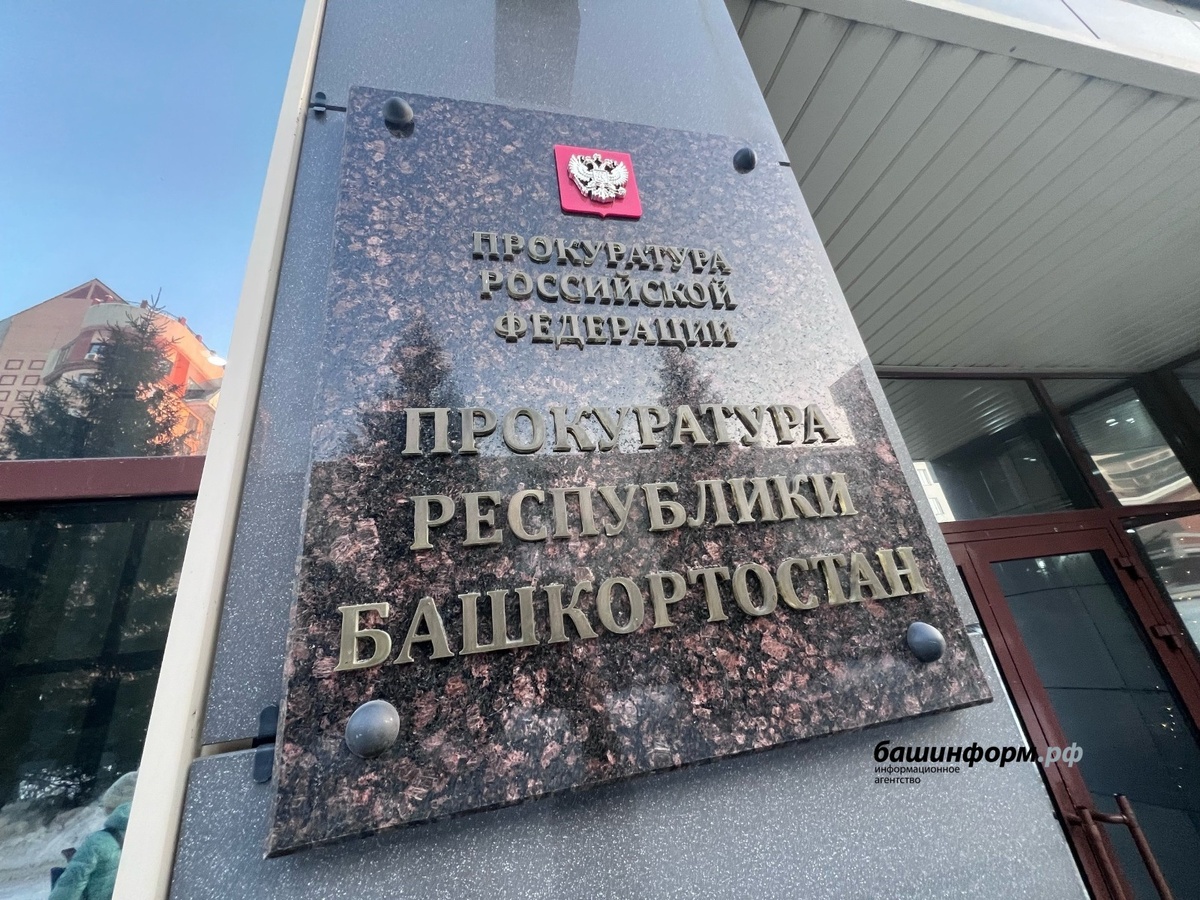 ПРОКУРАТУРА
РОССИЙСКОЙ
ФЕДЕРАЦИИ
ПРОКУРАТУРА
РЕСПУБЛИКИ
БАШКОРТОСТАН
башинформ.рф
информационное
агентство